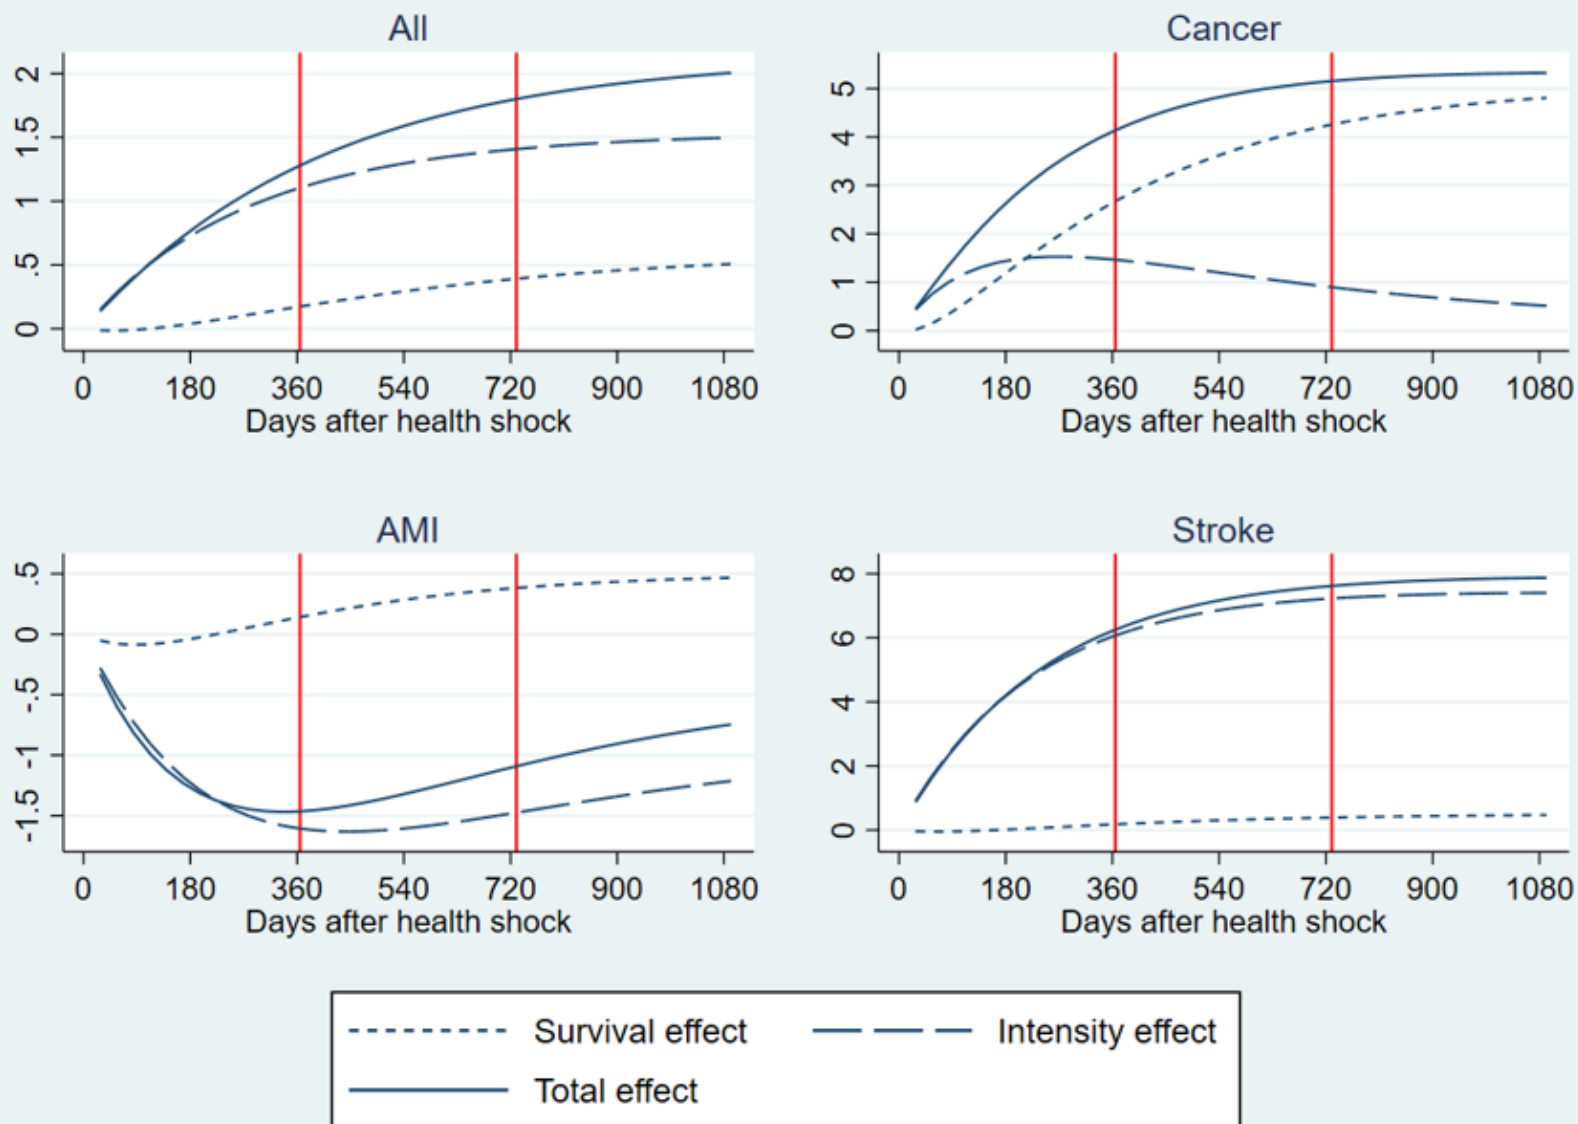 All
2
1.5
1
.5
0
0 180 360 540 720 900 1080
Days after health shock
Cancer
5
4
3
2
1
0
0 180 360 540 720 900 1080
Days after health shock
AMI
.5
0
-.5
-1
-1.5
0 180 360 540 720 900 1080
Days after health shock
Stroke
8
6
4
2
0
0 180 360 540 720 900 1080
Days after health shock
Survival effect Intensity effect
Total effect